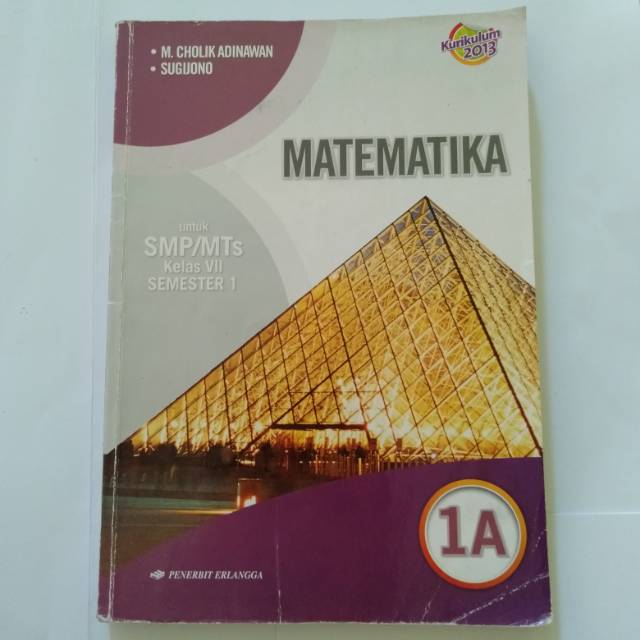 • M. CHOLIK ADINAWAN
• SUGIJONO
Kurikulum
2013
MATEMATIKA
untuk
SMP/MTs
Kelas VII
SEMESTER 1
1A
PENERBIT ERLANGGA